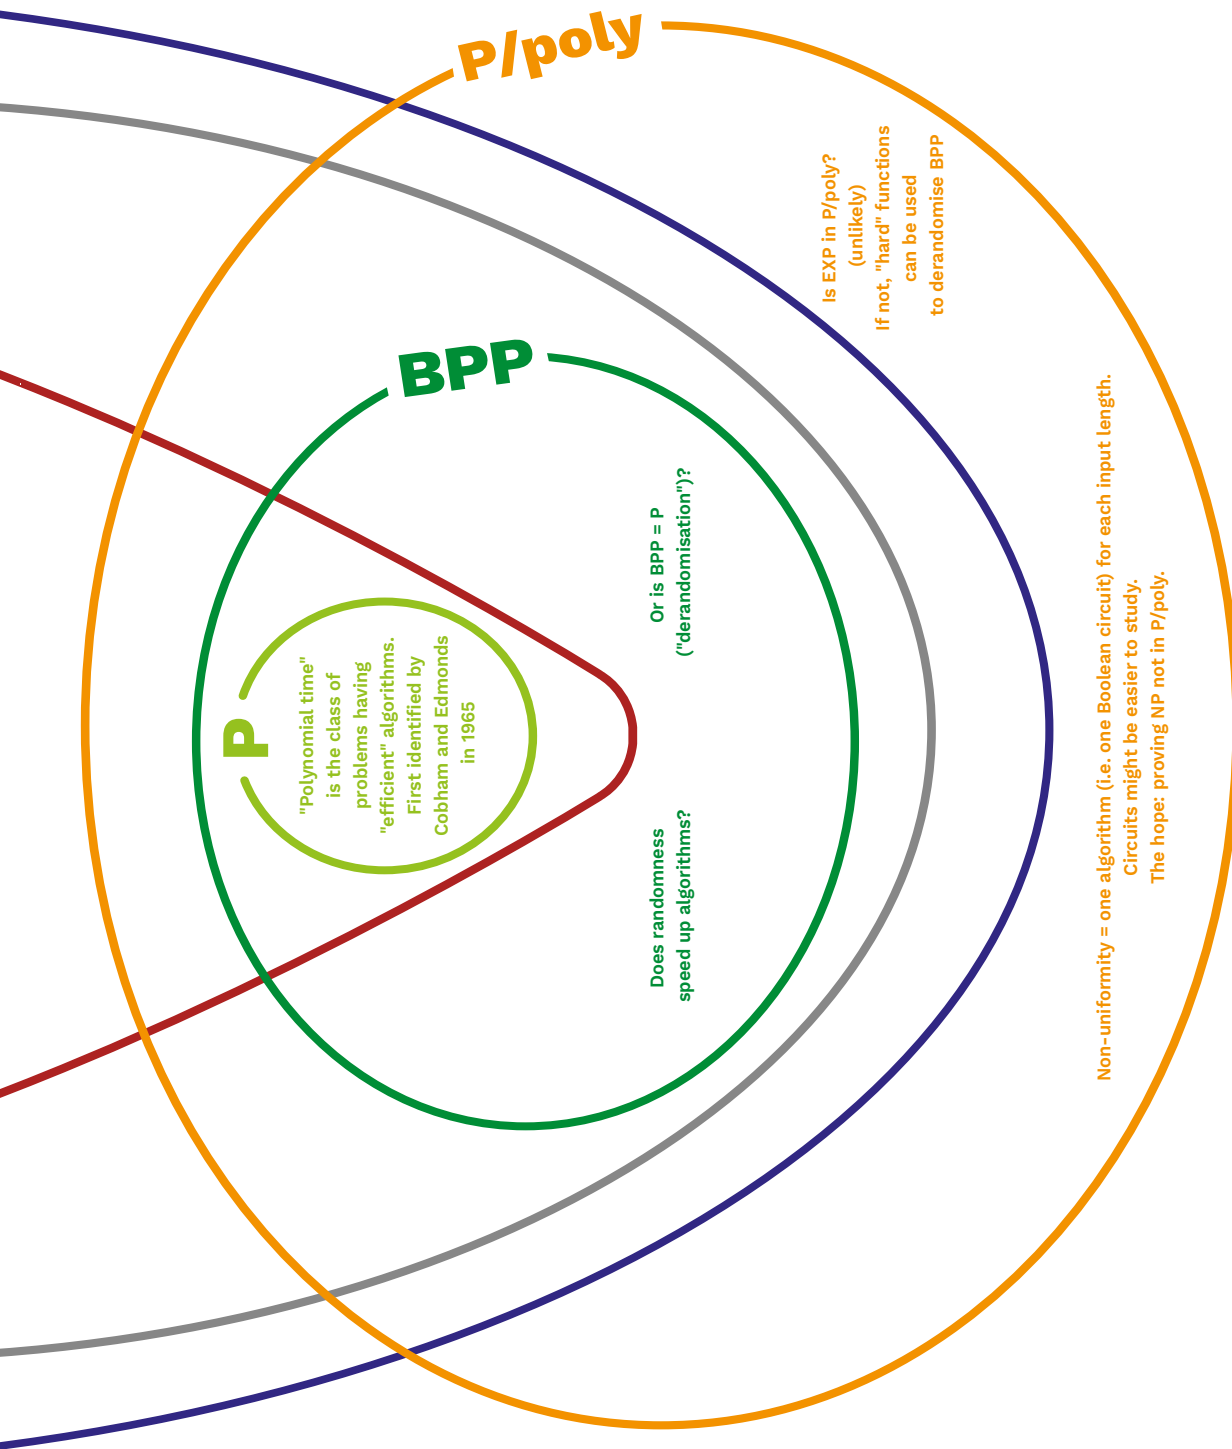 P/poly
Is EXP in P/poly?
(unlikely)
If not, "hard" functions
can be used
to derandomise BPP
BPP
Or is BPP = P
("derandomisation")?
Does randomness
speed up algorithms?
P
"Polynomial time"
is the class of
problems having
"efficient" algorithms.
First identified by
Cobham and Edmonds
in 1965
Non-uniformity = one algorithm (i.e. one Boolean circuit) for each input length.
Circuits might be easier to study.
The hope: proving NP not in P/poly.